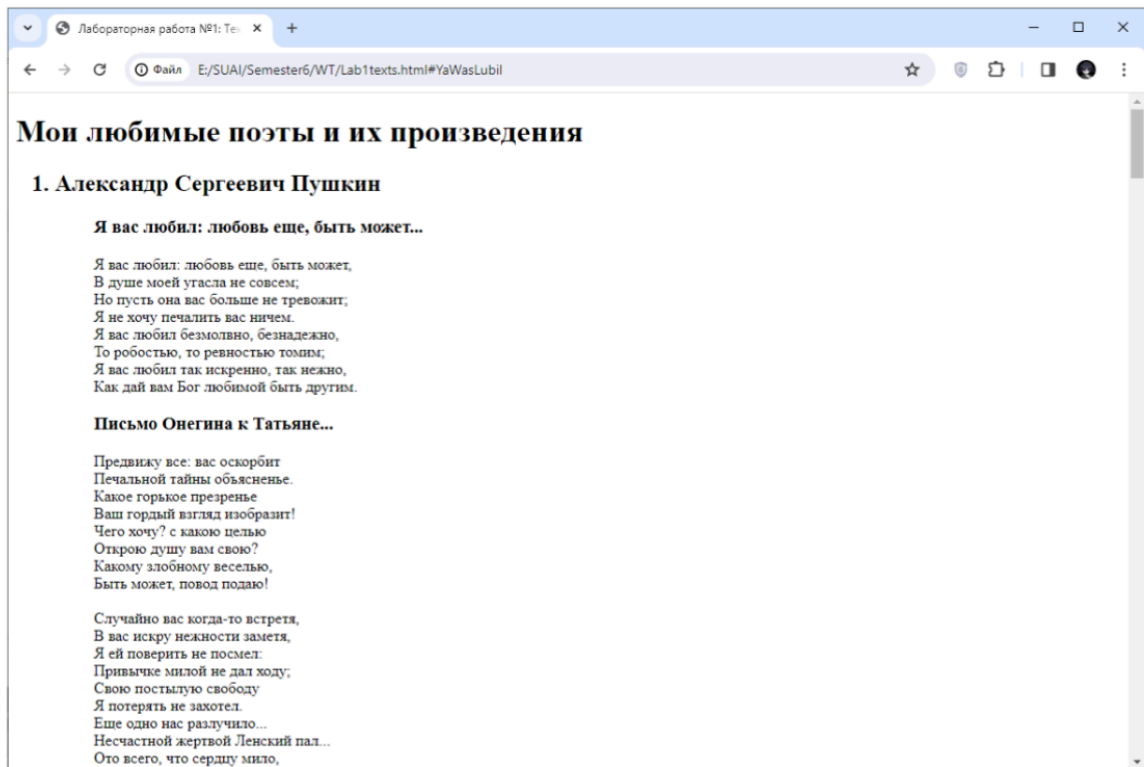 Лабораторная работа №1: Те
Файл E:/SUAI/Semester6/WT/Lab1texts.html#YaWasLubil
Мои любимые поэты и их произведения
1. Александр Сергеевич Пушкин
Я вас любил: любовь еще, быть может...
Я вас любил: любовь еще, быть может,
В душе моей угасла не совсем;
Но пусть она вас больше не тревожит;
Я не хочу печалить вас ничем.
Я вас любил безмолвно, безнадежно,
То робостью, то ревностью томим;
Я вас любил так искренно, так нежно,
Как дай вам Бог любимой быть другим.
Письмо Онегина к Татьяне...
Предвижу все: вас оскорбит
Печальной тайны объясненье.
Какое горькое презренье
Ваш гордый взгляд изобразит!
Чего хочу? с какою целью
Открою душу вам свою?
Какому злобному веселью,
Быть может, повод подаю!
Случайно вас когда-то встретя,
В вас искру нежности заметя,
Я ей поверить не посмел:
Привычке милой не дал ходу;
Свою постылую свободу
Я потерять не захотел.
Еще одно нас разлучило...
Несчастной жертвой Ленский пал...
Ото всего, что сердцу мило,